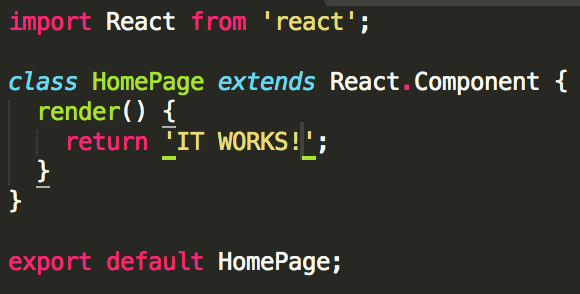 import React from 'react';
class HomePage extends React.Component {
render() {
return 'IT WORKS!';
}
}
export default HomePage;